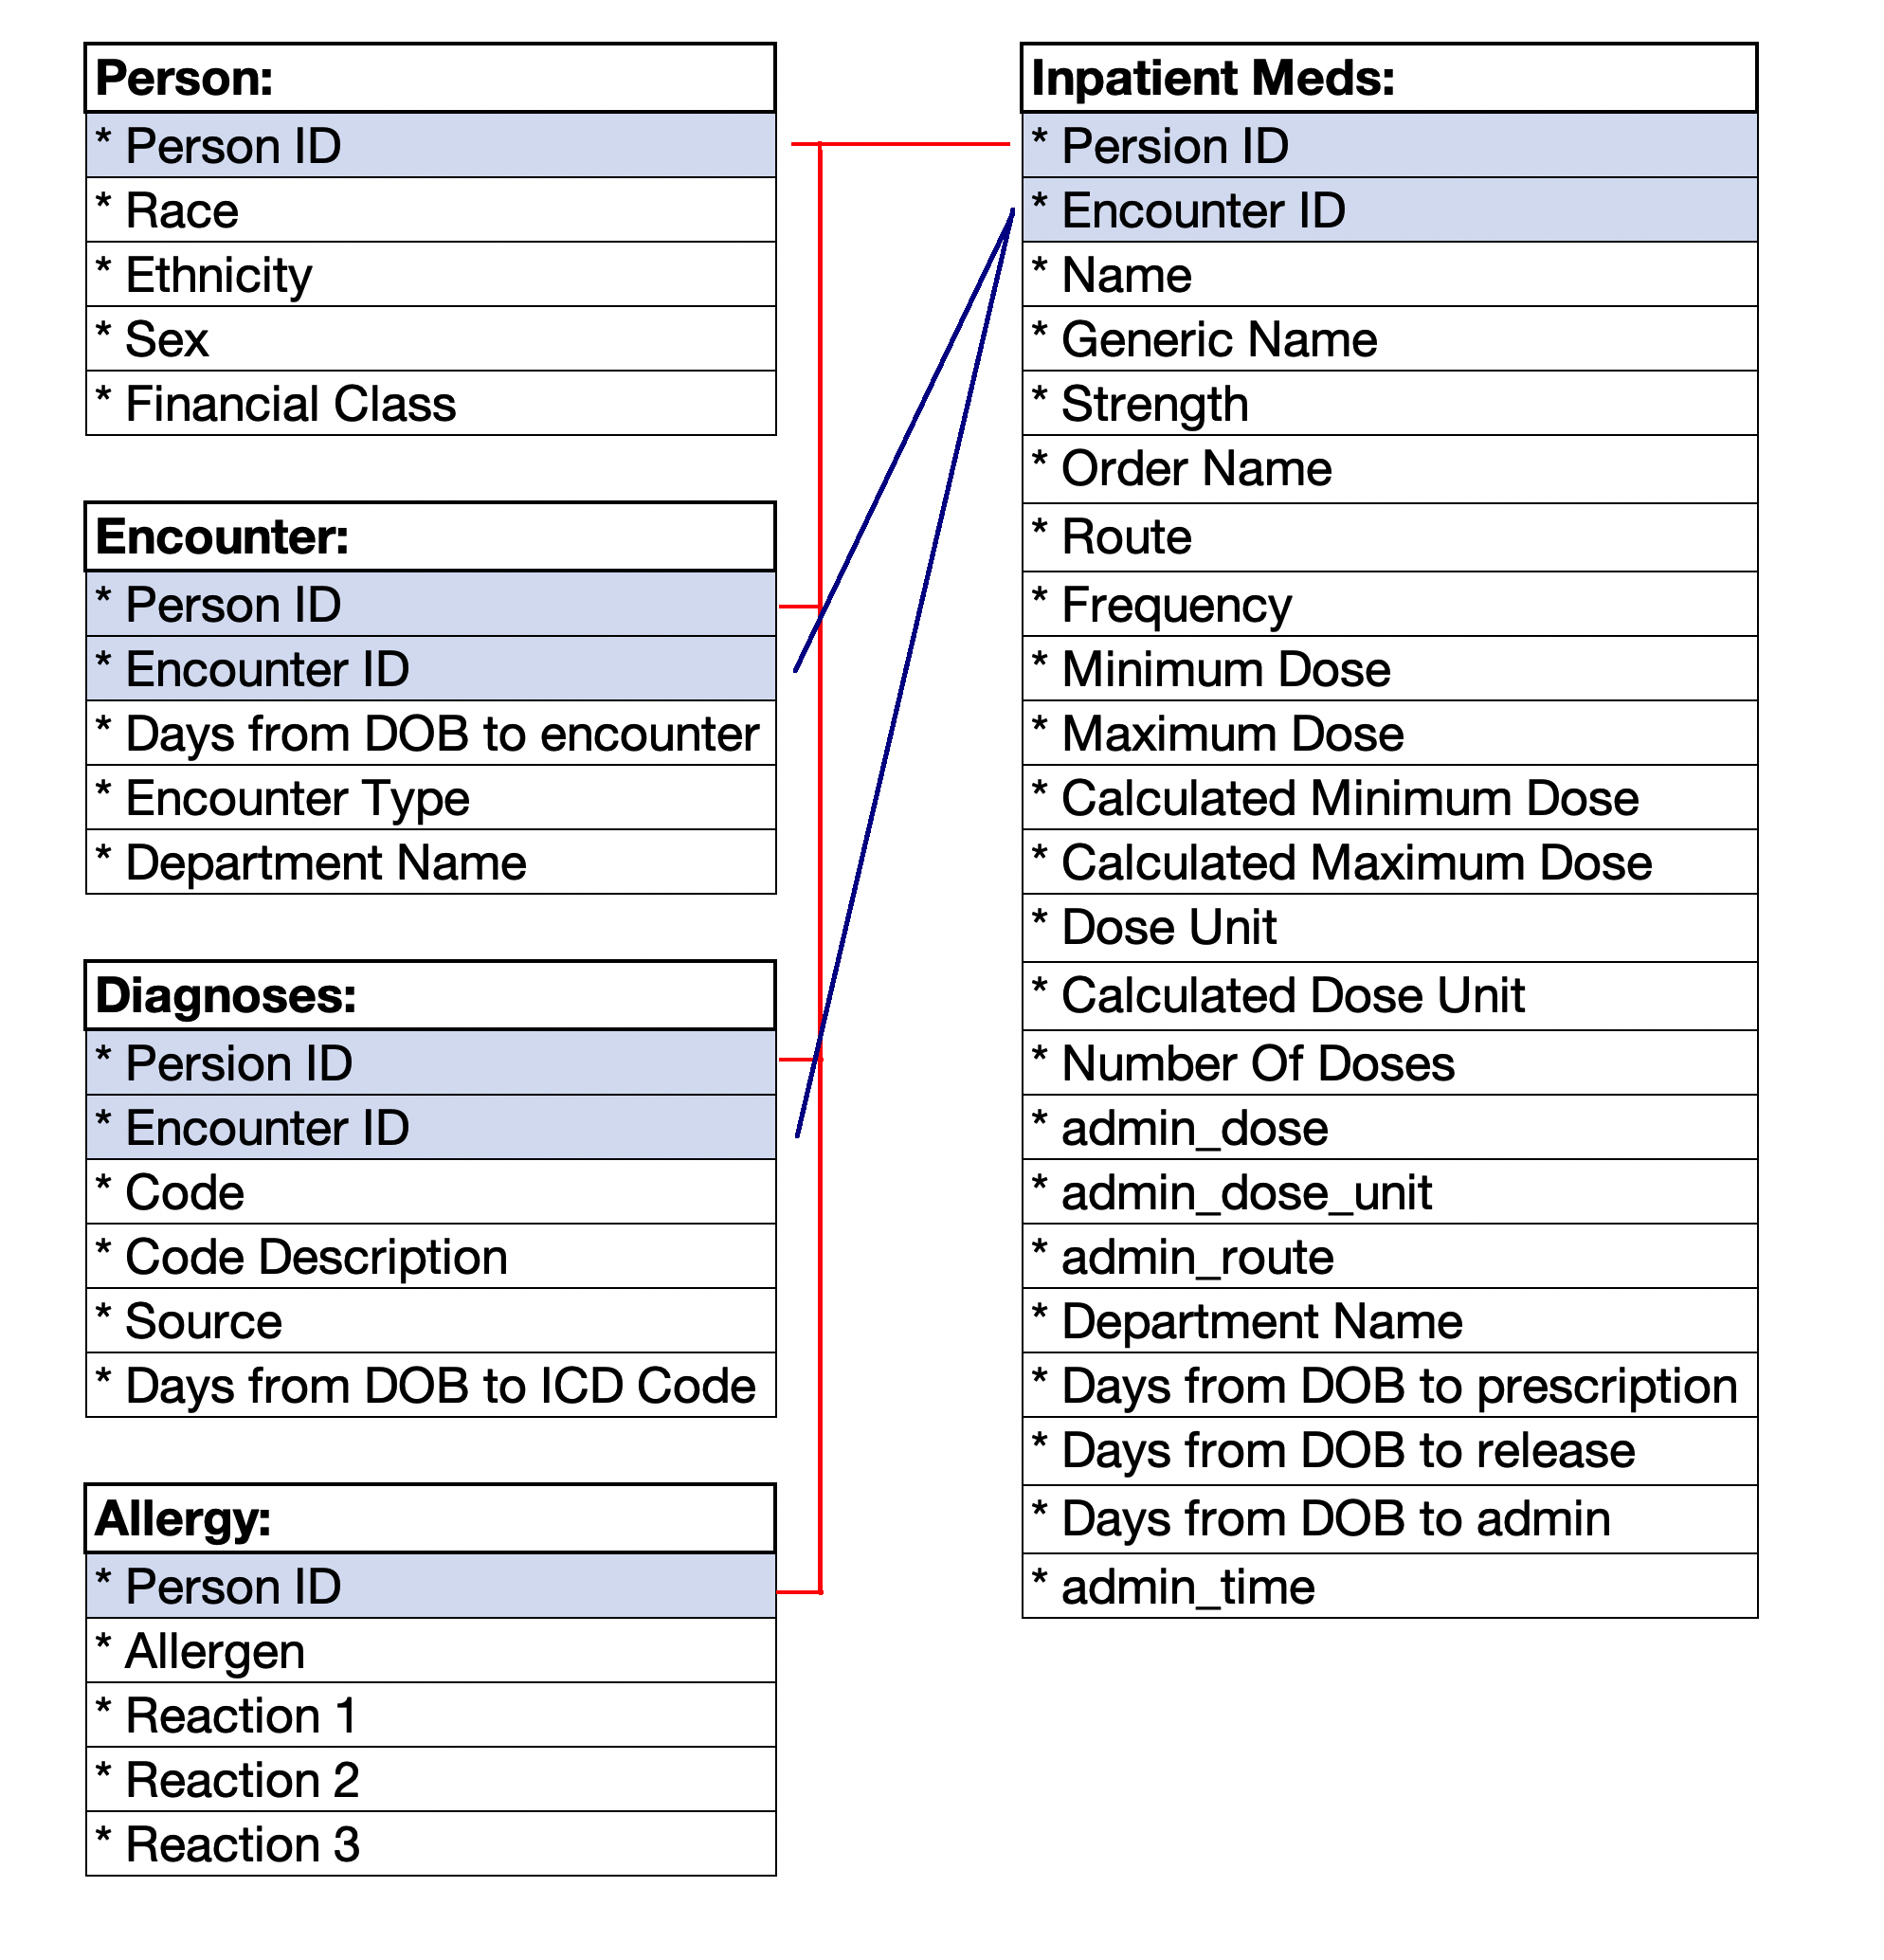 Person:
* Person ID
* Race
* Ethnicity
* Sex
* Financial Class
Encounter:
* Person ID
* Encounter ID
* Days from DOB to encounter
* Encounter Type
* Department Name
Diagnoses:
* Persion ID
* Encounter ID
* Code
* Code Description
* Source
* Days from DOB to ICD Code
Allergy:
* Person ID
* Allergen
* Reaction 1
* Reaction 2
* Reaction 3
Inpatient Meds:
* Persion ID
* Encounter ID
* Name
* Generic Name
* Strength
* Order Name
* Route
* Frequency
* Minimum Dose
* Maximum Dose
* Calculated Minimum Dose
* Calculated Maximum Dose
* Dose Unit
* Calculated Dose Unit
* Number Of Doses
* admin_dose
* admin_dose_unit
* admin_route
* Department Name
* Days from DOB to prescription
* Days from DOB to release
* Days from DOB to admin
* admin_time